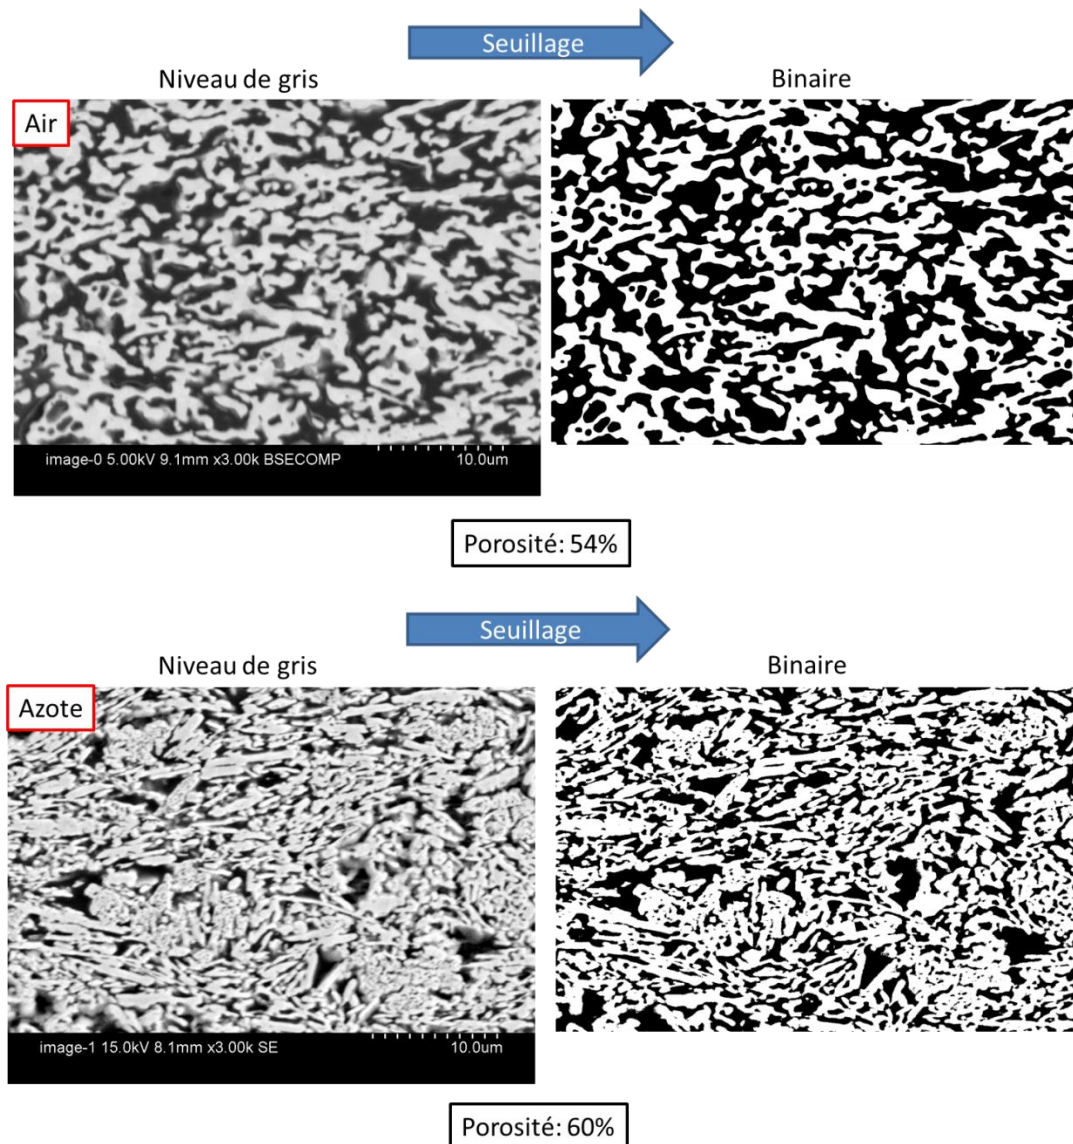 Seuillage
Niveau de gris
Binaire
Air
image-0 5.00kV 9.1mm x3.00k BSECOMP
10.0um
Porosité: 54%
Seuillage
Niveau de gris
Binaire
Azote
image-1 15.0kV 8.1mm x3.00k SE
10.0um
Porosité: 60%